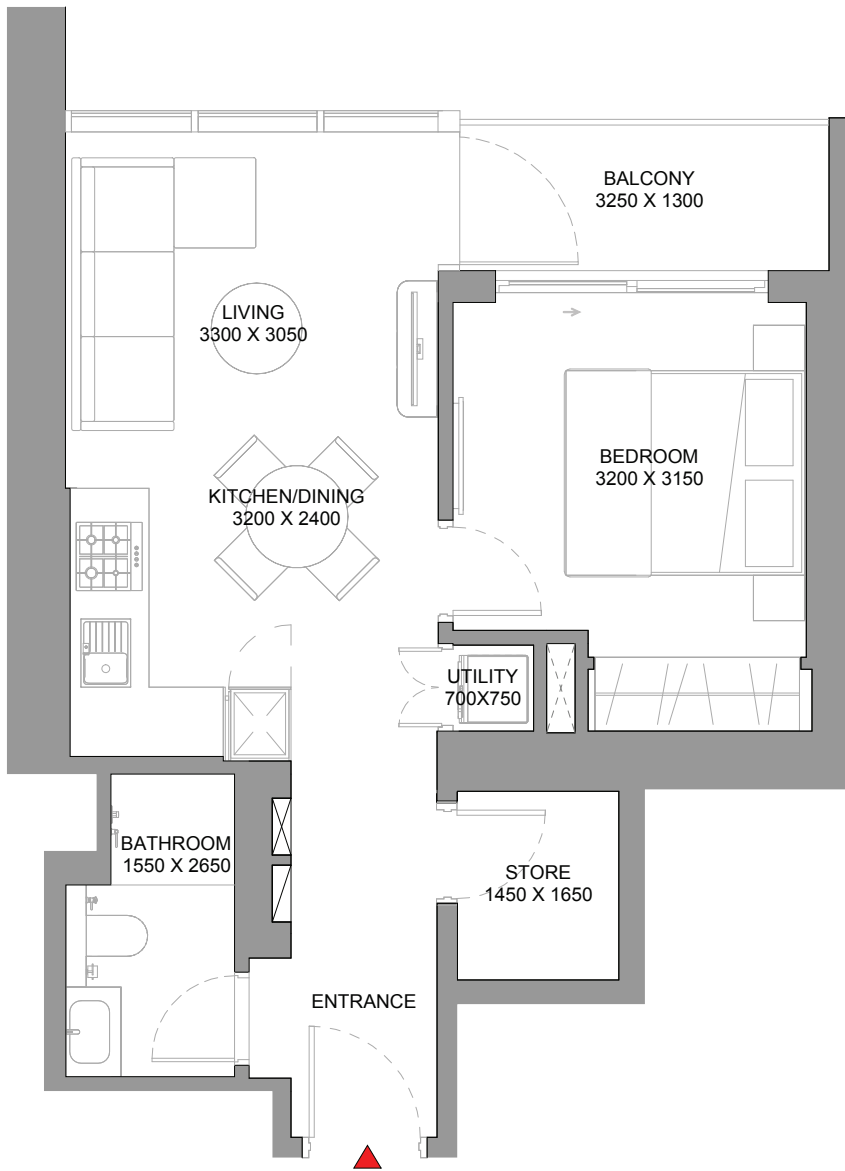 BALCONY
3250 X 1300
LIVING
3300 X 3050
BEDROOM
3200 X 3150
KITCHEN/DINING
3200 X 2400
UTILITY
700X750
BATHROOM
1550 X 2650
STORE
1450 X 1650
ENTRANCE